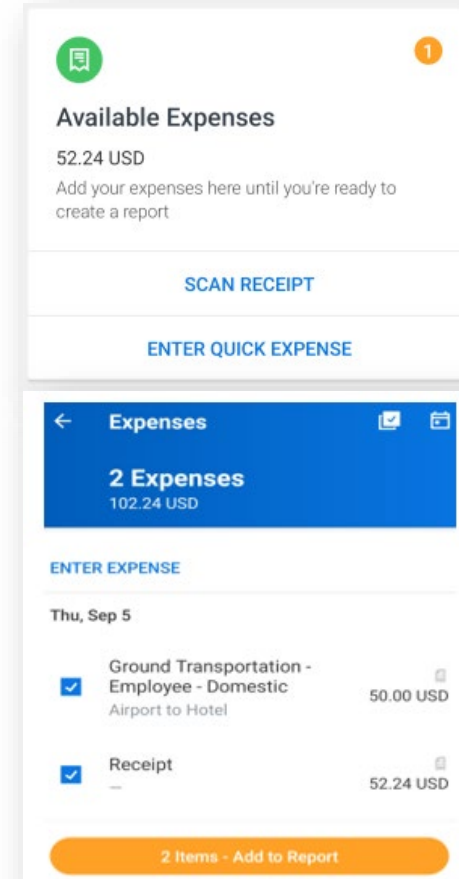 1
Available Expenses
52.24 USD
Add your expenses here until you're ready to
create a report
SCAN RECEIPT
ENTER QUICK EXPENSE
Expenses
2 Expenses
102.24 USD
ENTER EXPENSE
Thu, Sep 5
Ground Transportation -
Employee - Domestic
Airport to Hotel
50.00 USD
Receipt
—
52.24 USD
2 Items - Add to Report